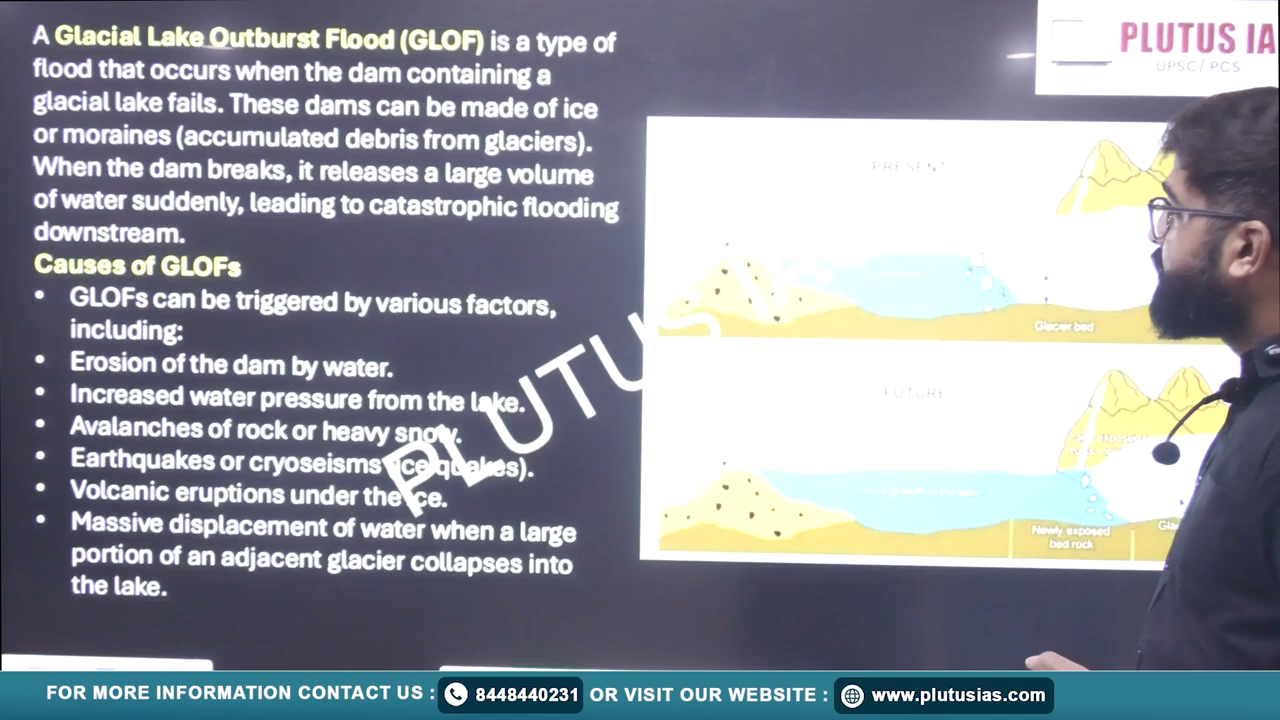 A Glacial Lake Outburst Flood (GLOF) is a type of
flood that occurs when the dam containing a
glacial lake fails. These dams can be made of ice
or moraines (accumulated debris from glaciers).
When the dam breaks, it releases a large volume
of water suddenly, leading to catastrophic flooding
downstream.
Causes of GLOFs
• GLOFs can be triggered by various factors,
including:
• Erosion of the dam by water.
• Increased water pressure from the lake.
• Avalanches of rock or heavy snow.
• Earthquakes or cryoseisms (ice quakes).
• Volcanic eruptions under the ice.
• Massive displacement of water when a large
portion of an adjacent glacier collapses into
the lake.
PLUTUS
PLUTUS IA
UPSC/ PCS
PRESENT
Glacier bed
FUTURE
Newly exposed
bed rock
FOR MORE INFORMATION CONTACT US : 8448440231 OR VISIT OUR WEBSITE : www.plutusias.com